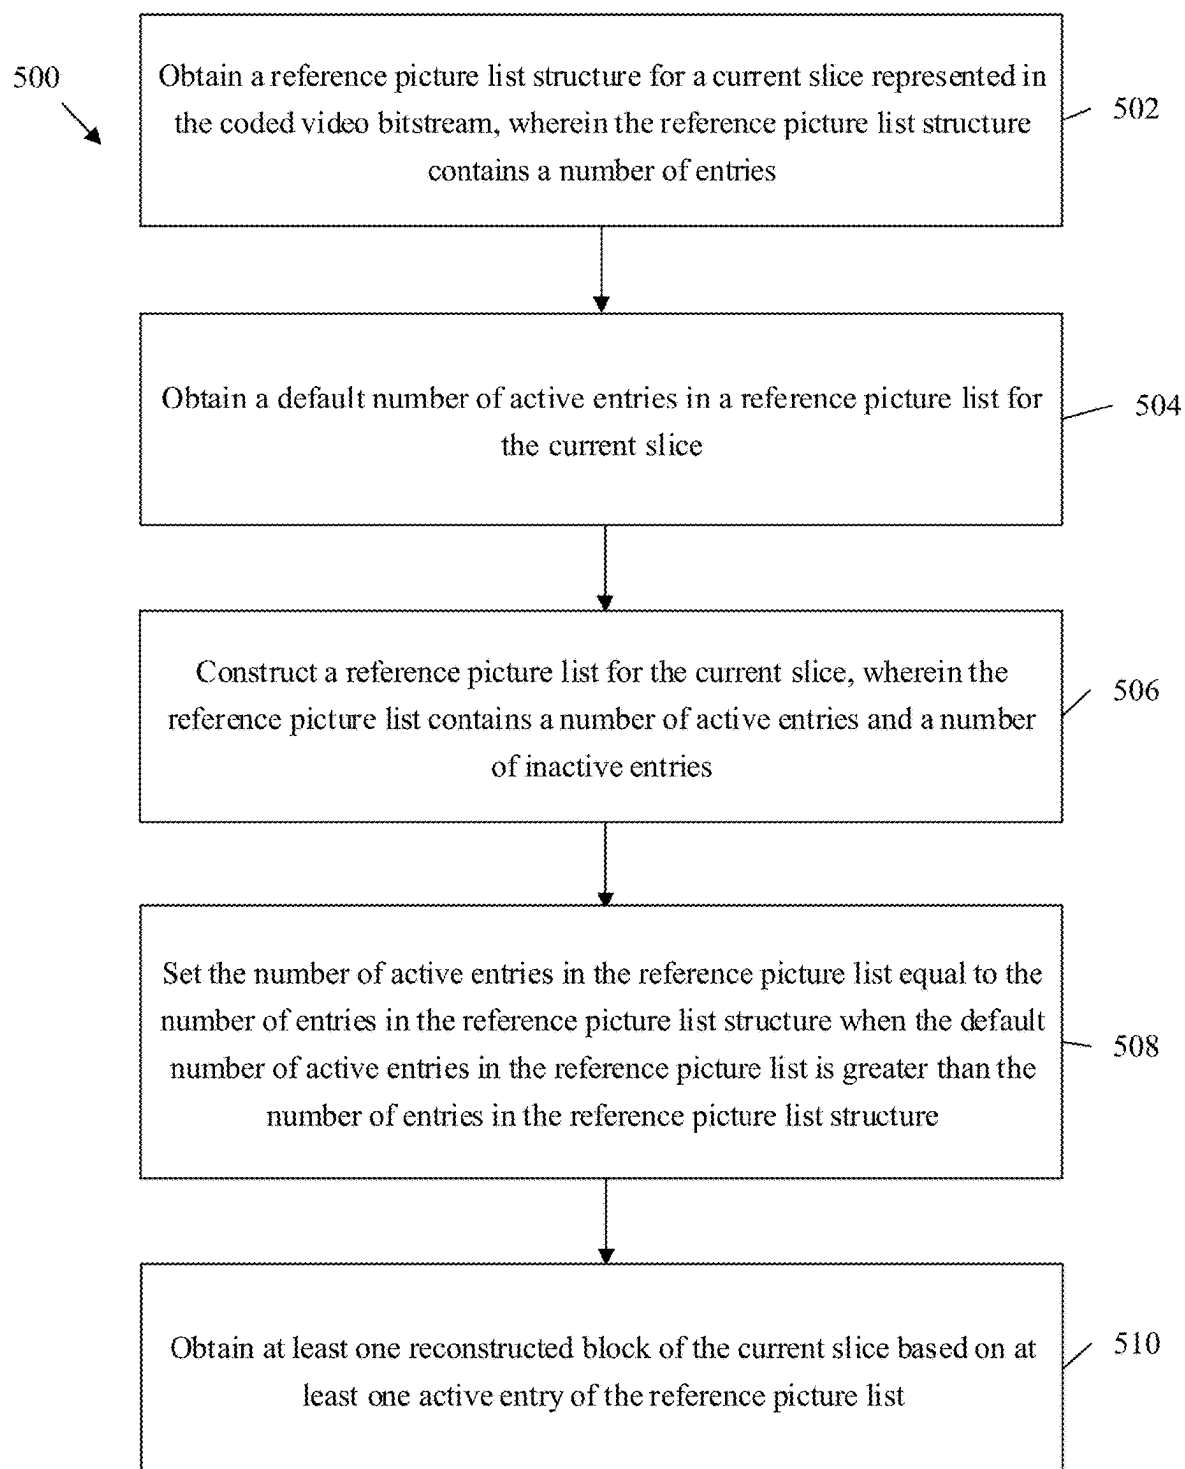 500
Obtain a reference picture list structure for a current slice represented in
the coded video bitstream, wherein the reference picture list structure
contains a number of entries
502
Obtain a default number of active entries in a reference picture list for
the current slice
504
Construct a reference picture list for the current slice, wherein the
reference picture list contains a number of active entries and a number
of inactive entries
506
Set the number of active entries in the reference picture list equal to the
number of entries in the reference picture list structure when the default
number of active entries in the reference picture list is greater than the
number of entries in the reference picture list structure
508
Obtain at least one reconstructed block of the current slice based on at
least one active entry of the reference picture list
510